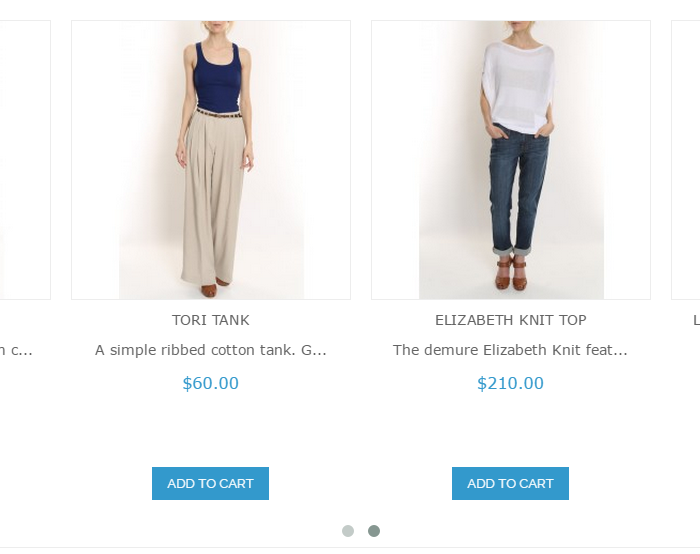 TORI TANK
ELIZABETH KNIT TOP
L
n c...
A simple ribbed cotton tank. G...
The demure Elizabeth Knit feat...
$60.00
$210.00
ADD TO CART
ADD TO CART